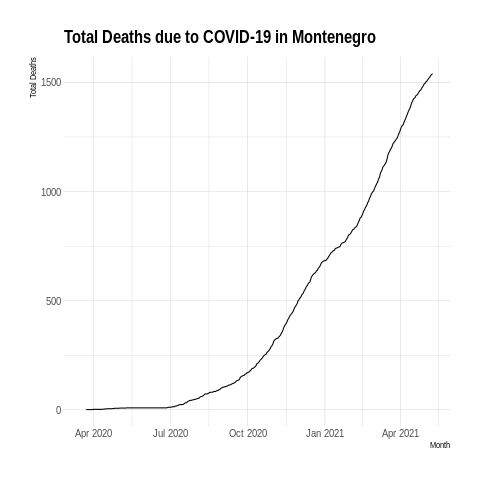 Total Deaths due to COVID-19 in Montenegro
Total Deaths
1500
1000
500
0
Apr 2020 Jul 2020 Oct 2020 Jan 2021 Apr 2021
Month